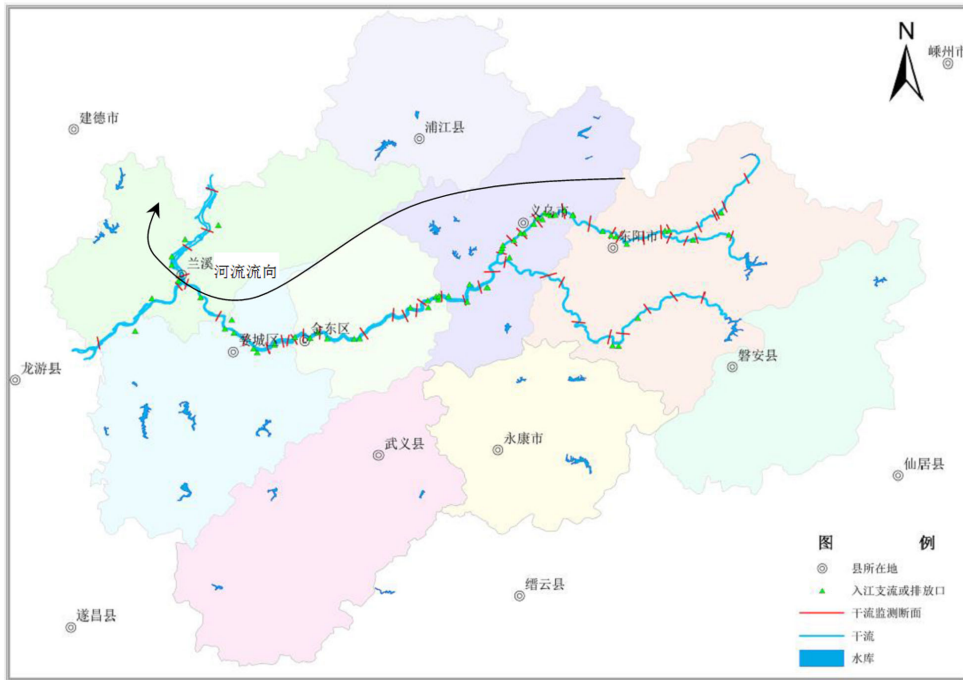 N
嵊州市
建德市
浦江县
义乌市
东阳市
兰溪
河流流向
金东区
婺城区
龙游县
磐安县
武义县
永康市
仙居县
缙云县
遂昌县
图 例
县所在地
入江支流或排放口
干流监测断面
干流
水库